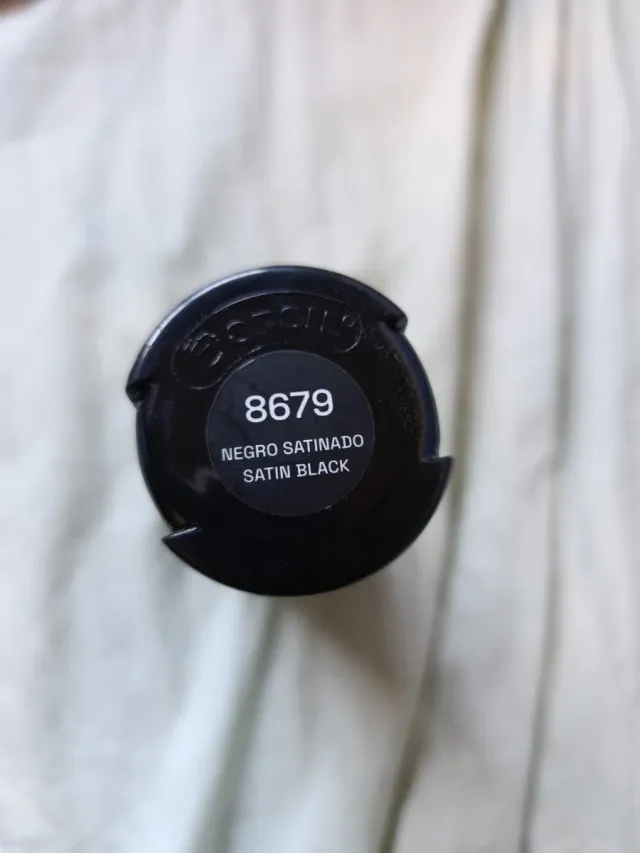 8679
NEGRO SATINADO
SATIN BLACK